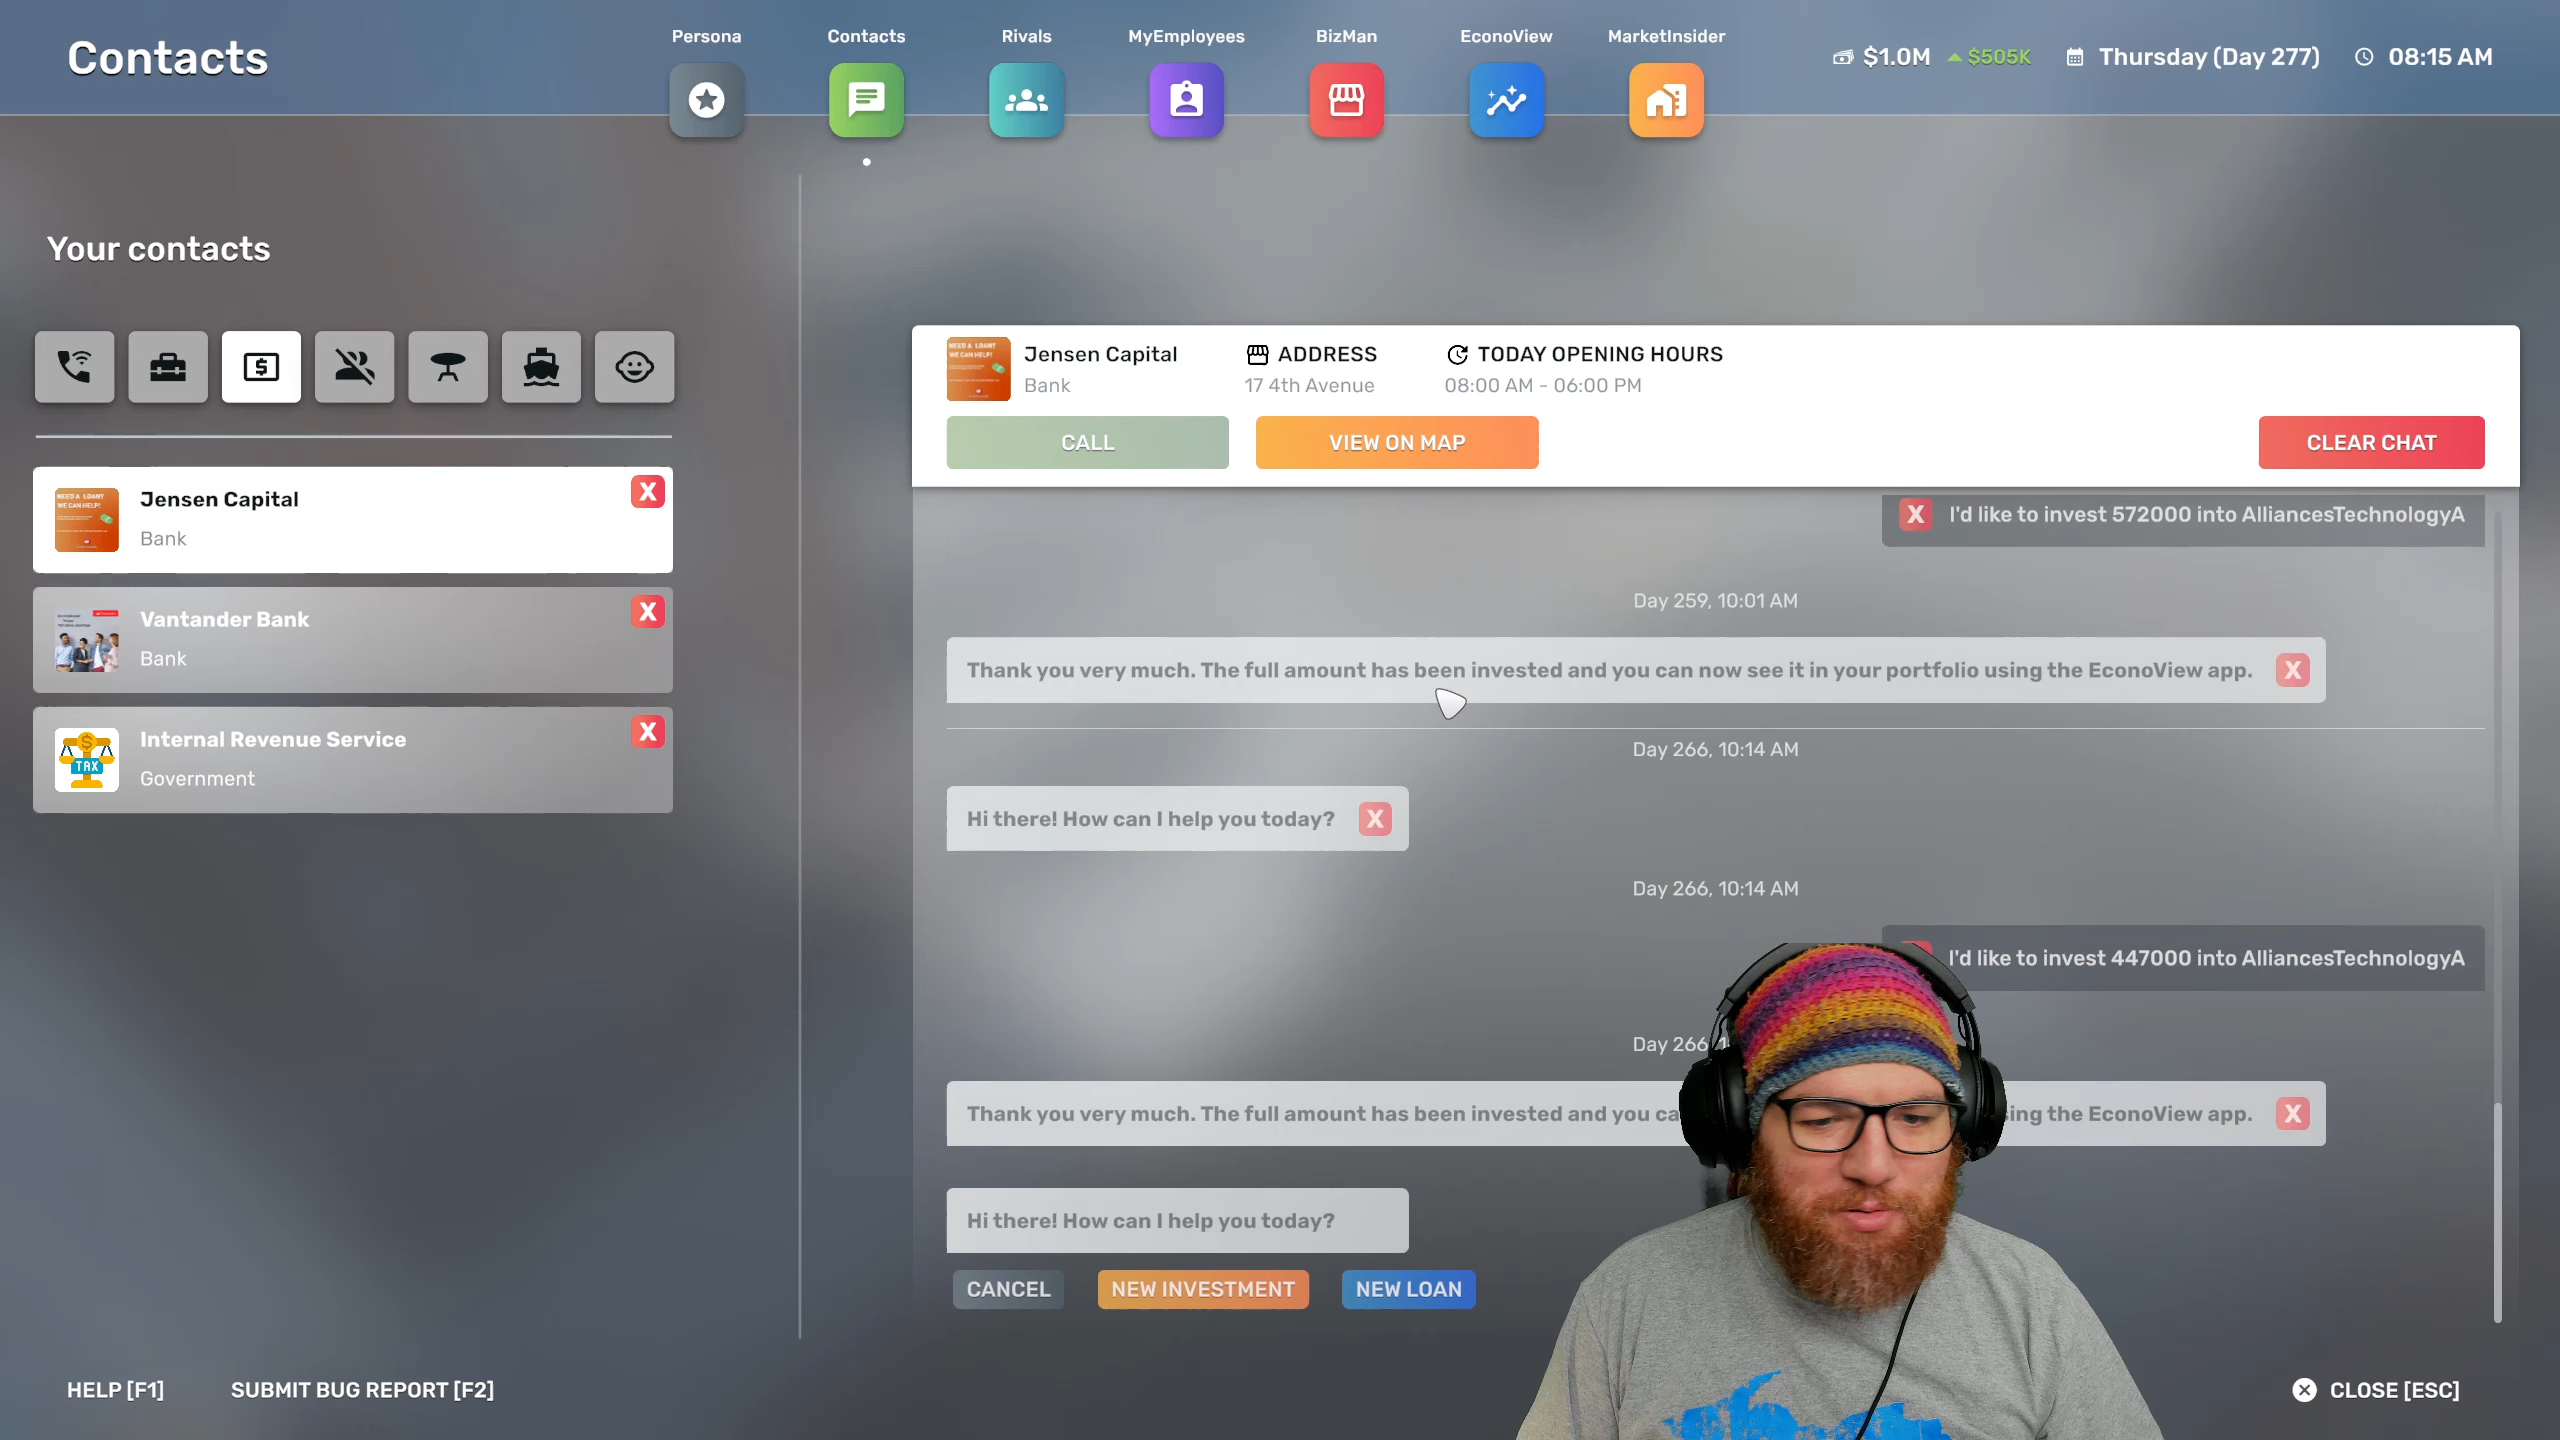 Contacts
Persona
Contacts
Rivals
MyEmployees
BizMan
EconoView
MarketInsider
$1.0M
$505K
Thursday (Day 277)
08:15 AM
Your contacts
Jensen Capital
Bank
X
Vantander Bank
Bank
X
TAX
Internal Revenue Service
Government
X
NEED A LOAN?
WE CAN HELP!
Jensen Capital
Bank
ADDRESS
17 4th Avenue
TODAY OPENING HOURS
08:00 AM - 06:00 PM
CALL
VIEW ON MAP
CLEAR CHAT
X I'd like to invest 572000 into AlliancesTechnologyA
Day 259, 10:01 AM
Thank you very much. The full amount has been invested and you can now see it in your portfolio using the EconoView app. X
Day 266, 10:14 AM
Hi there! How can I help you today? X
Day 266, 10:14 AM
I'd like to invest 447000 into AlliancesTechnologyA
Day 266
Thank you very much. The full amount has been invested and you ing the EconoView app. X
Hi there! How can I help you today?
CANCEL
NEW INVESTMENT
NEW LOAN
HELP [F1]
SUBMIT BUG REPORT [F2]
CLOSE [ESC]